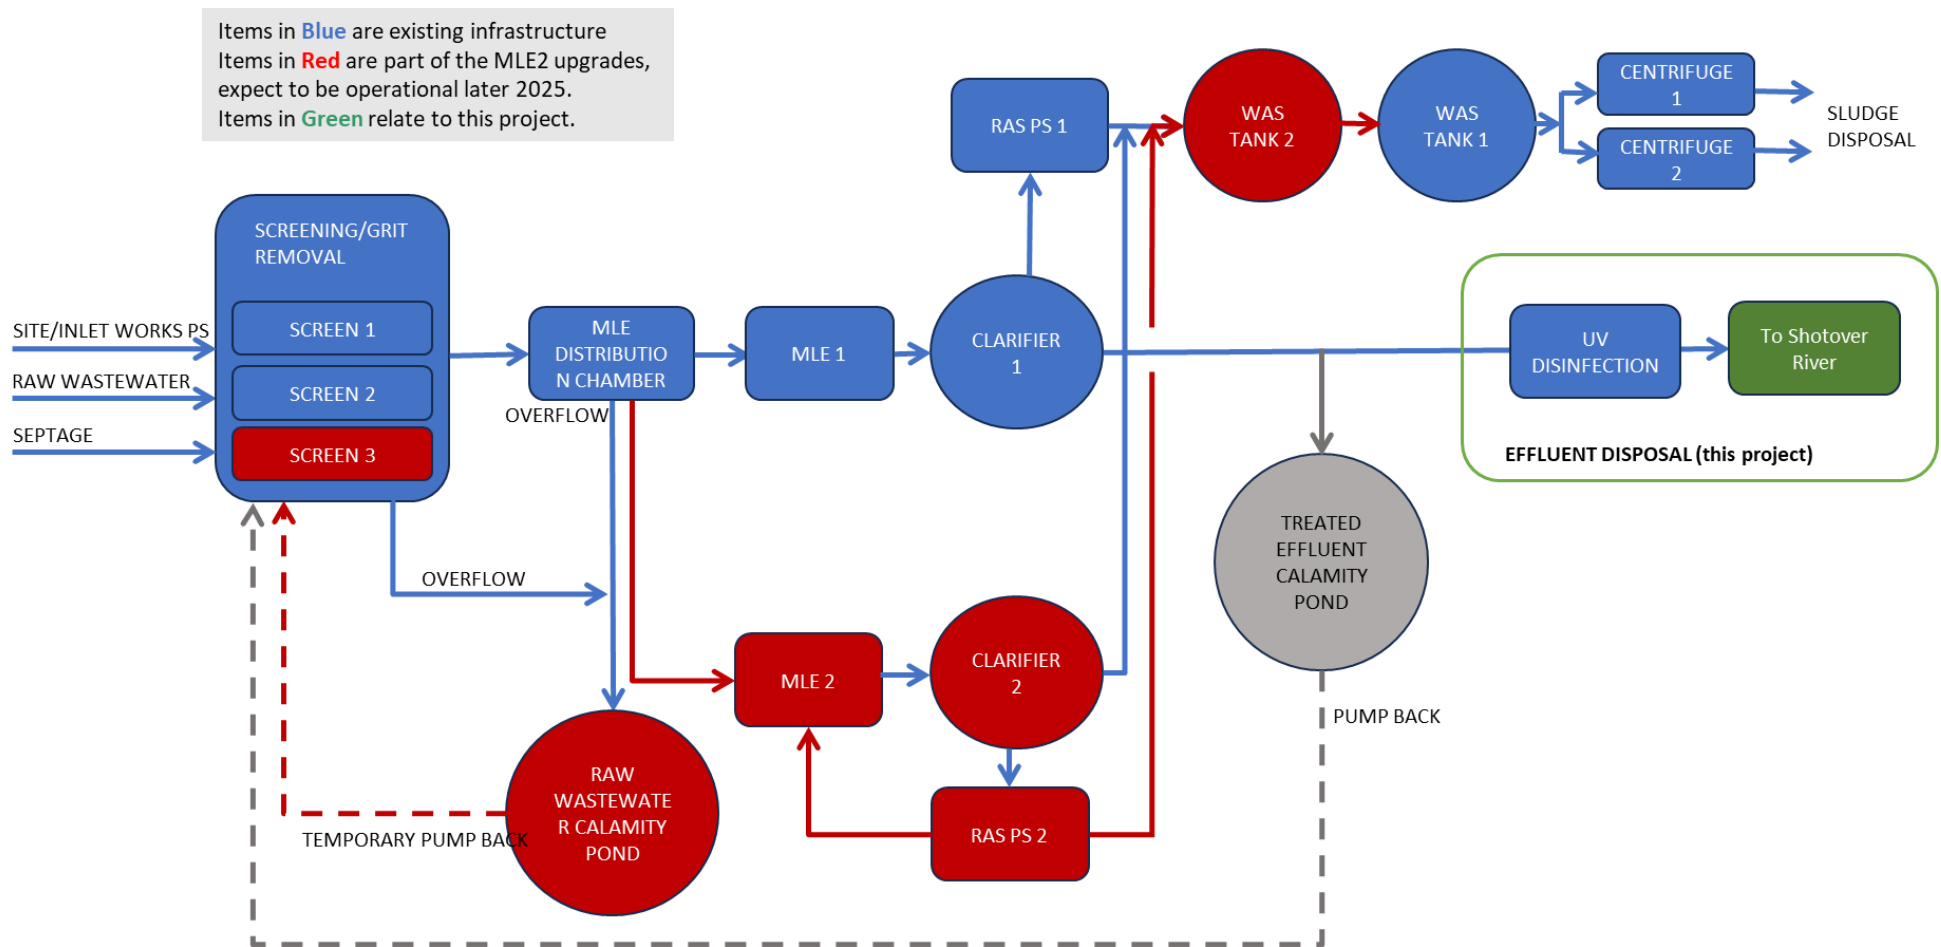 Items in Blue are existing infrastructure
Items in Red are part of the MLE2 upgrades,
expect to be operational later 2025.
Items in Green relate to this project.
RAS PS 1
WAS
TANK 2
WAS
TANK 1
CENTRIFUGE
1
CENTRIFUGE
2
SLUDGE
DISPOSAL
SCREENING/GRIT
REMOVAL
SITE/INLET WORKS PS
RAW WASTEWATER
SEPTAGE
SCREEN 1
SCREEN 2
SCREEN 3
MLE
DISTRIBUTIO
N CHAMBER
OVERFLOW
MLE 1
CLARIFIER
1
UV
DISINFECTION
To Shotover
River
EFFLUENT DISPOSAL (this project)
TREATED
EFFLUENT
CALAMITY
POND
OVERFLOW
MLE 2
CLARIFIER
2
PUMP BACK
RAW
WASTEWATE
R CALAMITY
POND
TEMPORARY PUMP BACK
RAS PS 2